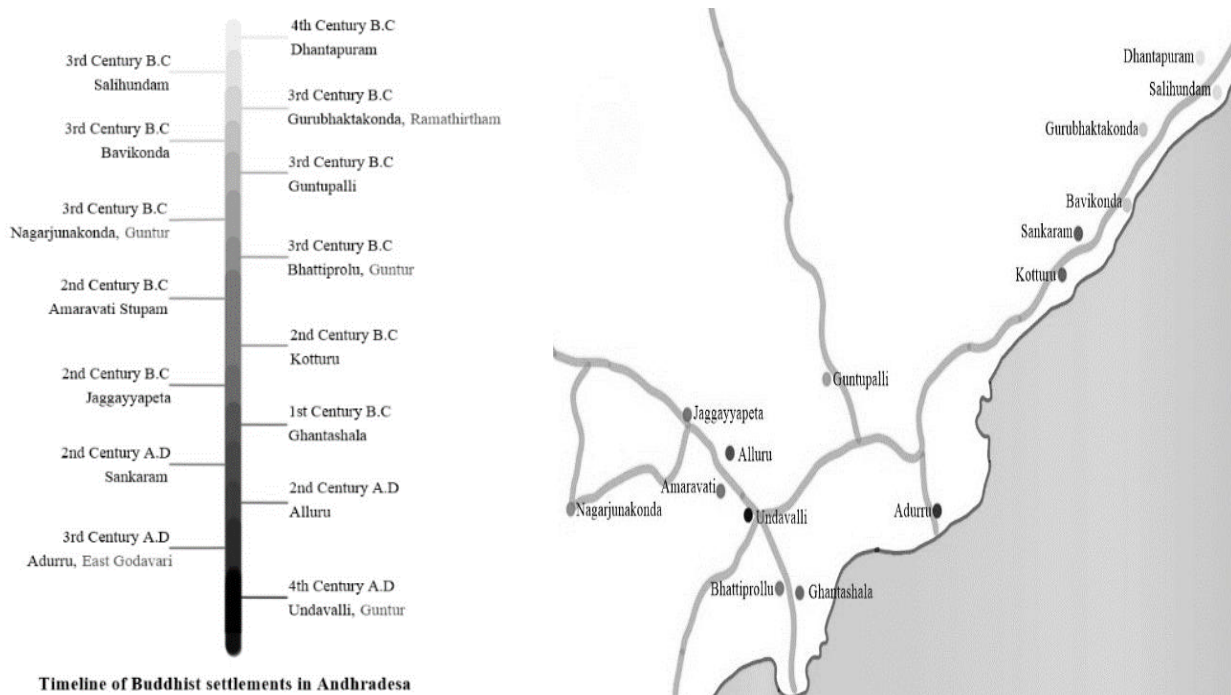 4th Century B.C
Dhantapuram
3rd Century B.C
Salihundam
3rd Century B.C
Gurubhaktakonda, Ramathirtham
3rd Century B.C
Bavikonda
3rd Century B.C
Guntupalli
3rd Century B.C
Nagarjunakonda, Guntur
3rd Century B.C
Bhattiprolu, Guntur
2nd Century B.C
Amaravati Stupam
2nd Century B.C
Kotturu
2nd Century B.C
Jaggayyapeta
1st Century B.C
Ghantashala
2nd Century A.D
Sankaram
2nd Century A.D
Alluru
3rd Century A.D
Adurru, East Godavari
4th Century A.D
Undavalli, Guntur
Timeline of Buddhist settlements in Andhradesa
Dhantapuram
Salihundam
Gurubhaktakonda
Bavikonda
Sankaram
Kotturu
Guntupalli
Jaggayyapeta
Alluru
Amaravati
Nagarjunakonda
Undavalli
Adurru
Bhattiprollu
Ghantashala